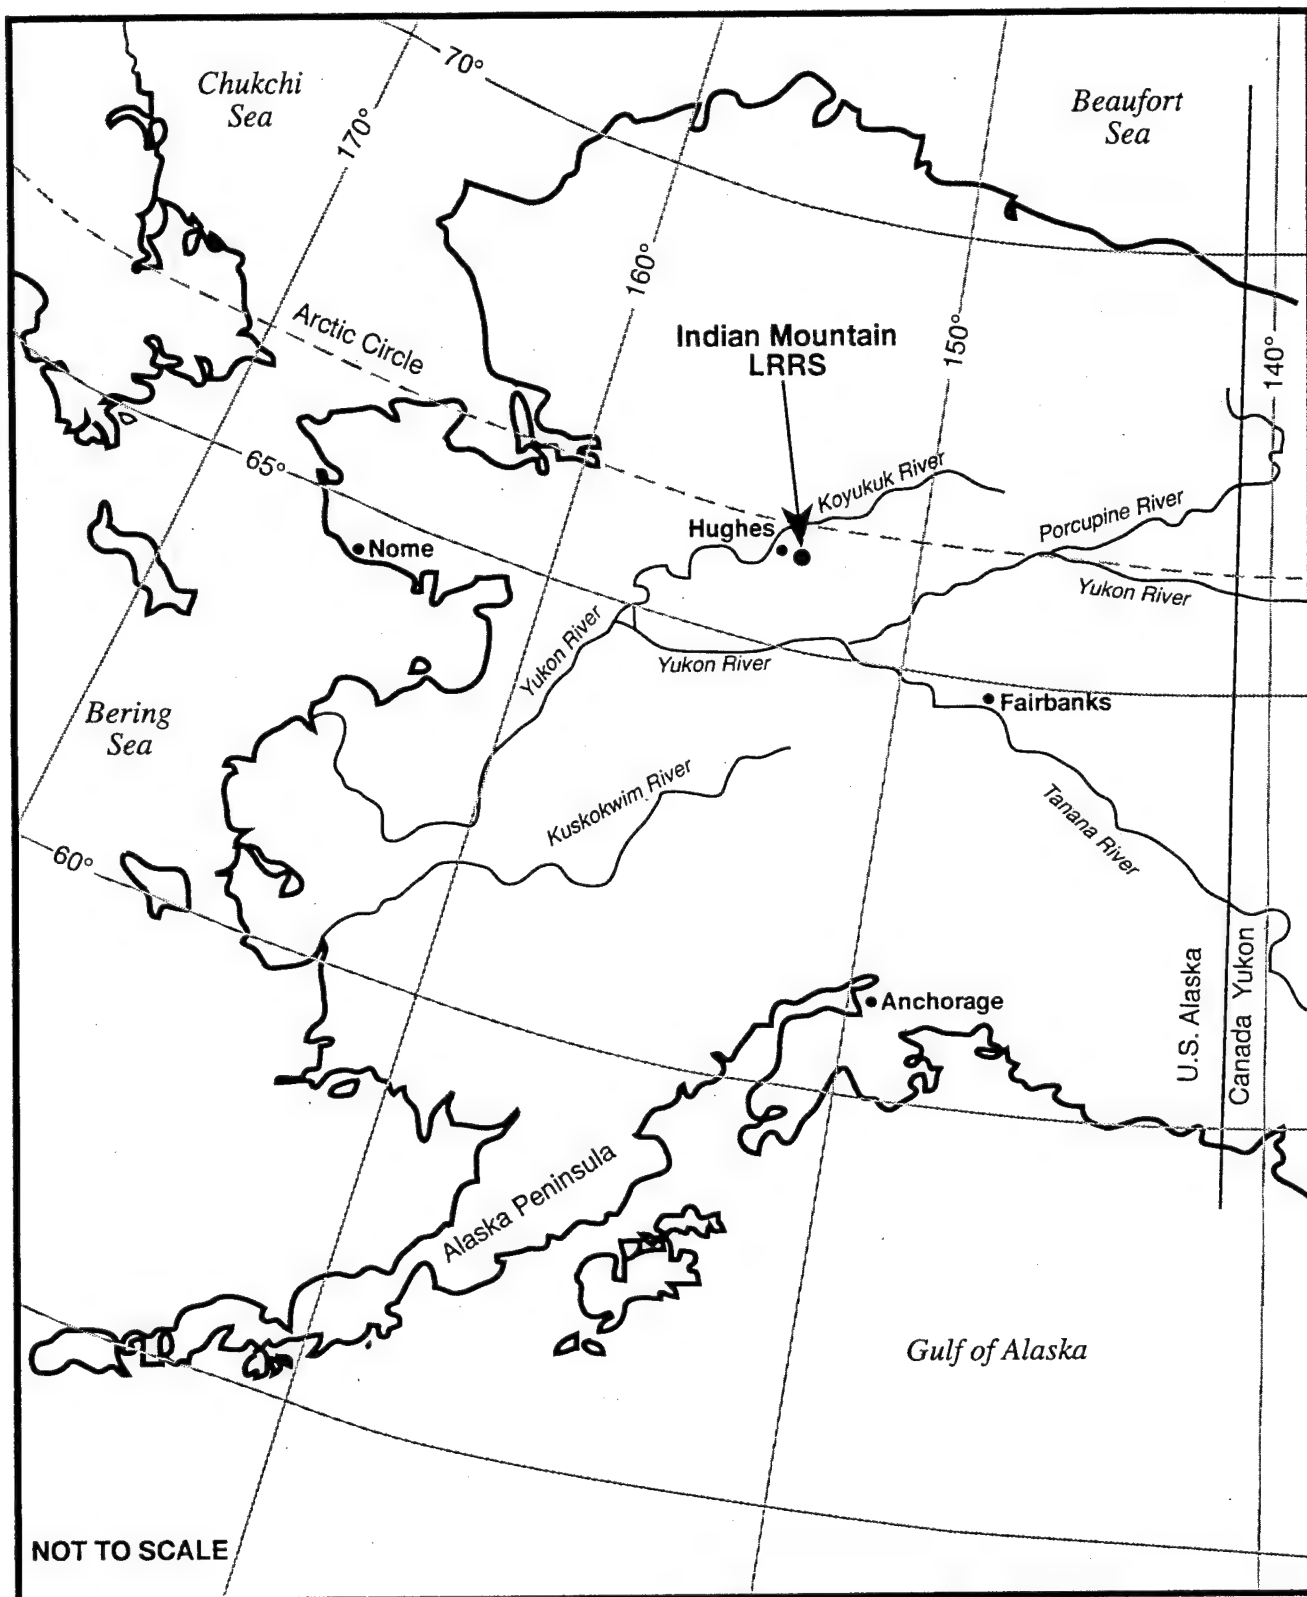 Chukchi
Sea
70°
Beaufort
Sea
170°
160°
Arctic Circle
Indian Mountain
LRRS
150°
140°
65°
Koyukuk River
Porcupine River
Hughes
Nome
Yukon River
Yukon River
Yukon River
Fairbanks
Bering
Sea
Kuskokwim River
Tanana River
60°
U.S. Alaska
Canada Yukon
Anchorage
Alaska Peninsula
Gulf of Alaska
NOT TO SCALE